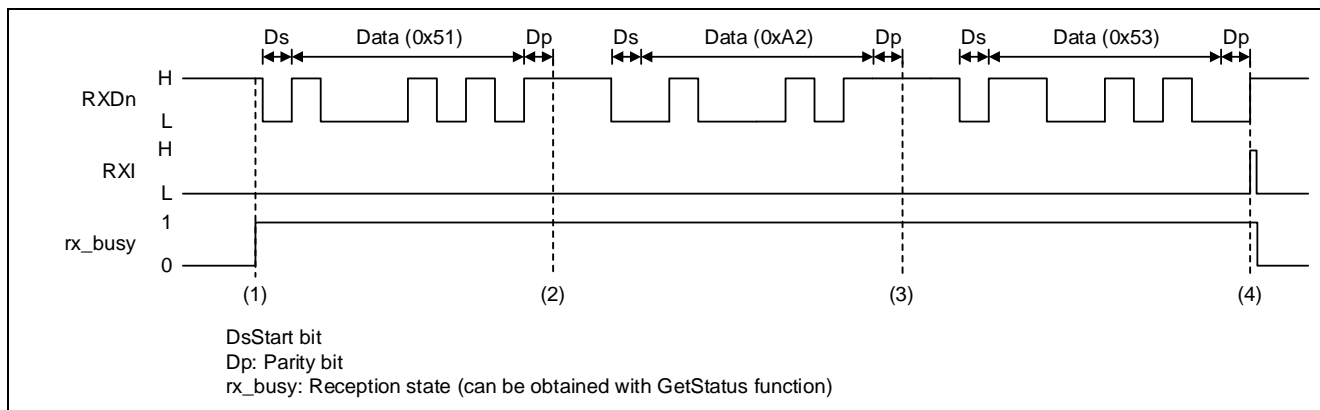 Ds Data (0x51) Dp Ds Data (0xA2) Dp Ds Data (0x53) Dp
H
RXDn
L
H
RXI
L
1
rx_busy
0
(1) (2) (3) (4)
DsStart bit
Dp: Parity bit
rx_busy: Reception state (can be obtained with GetStatus function)